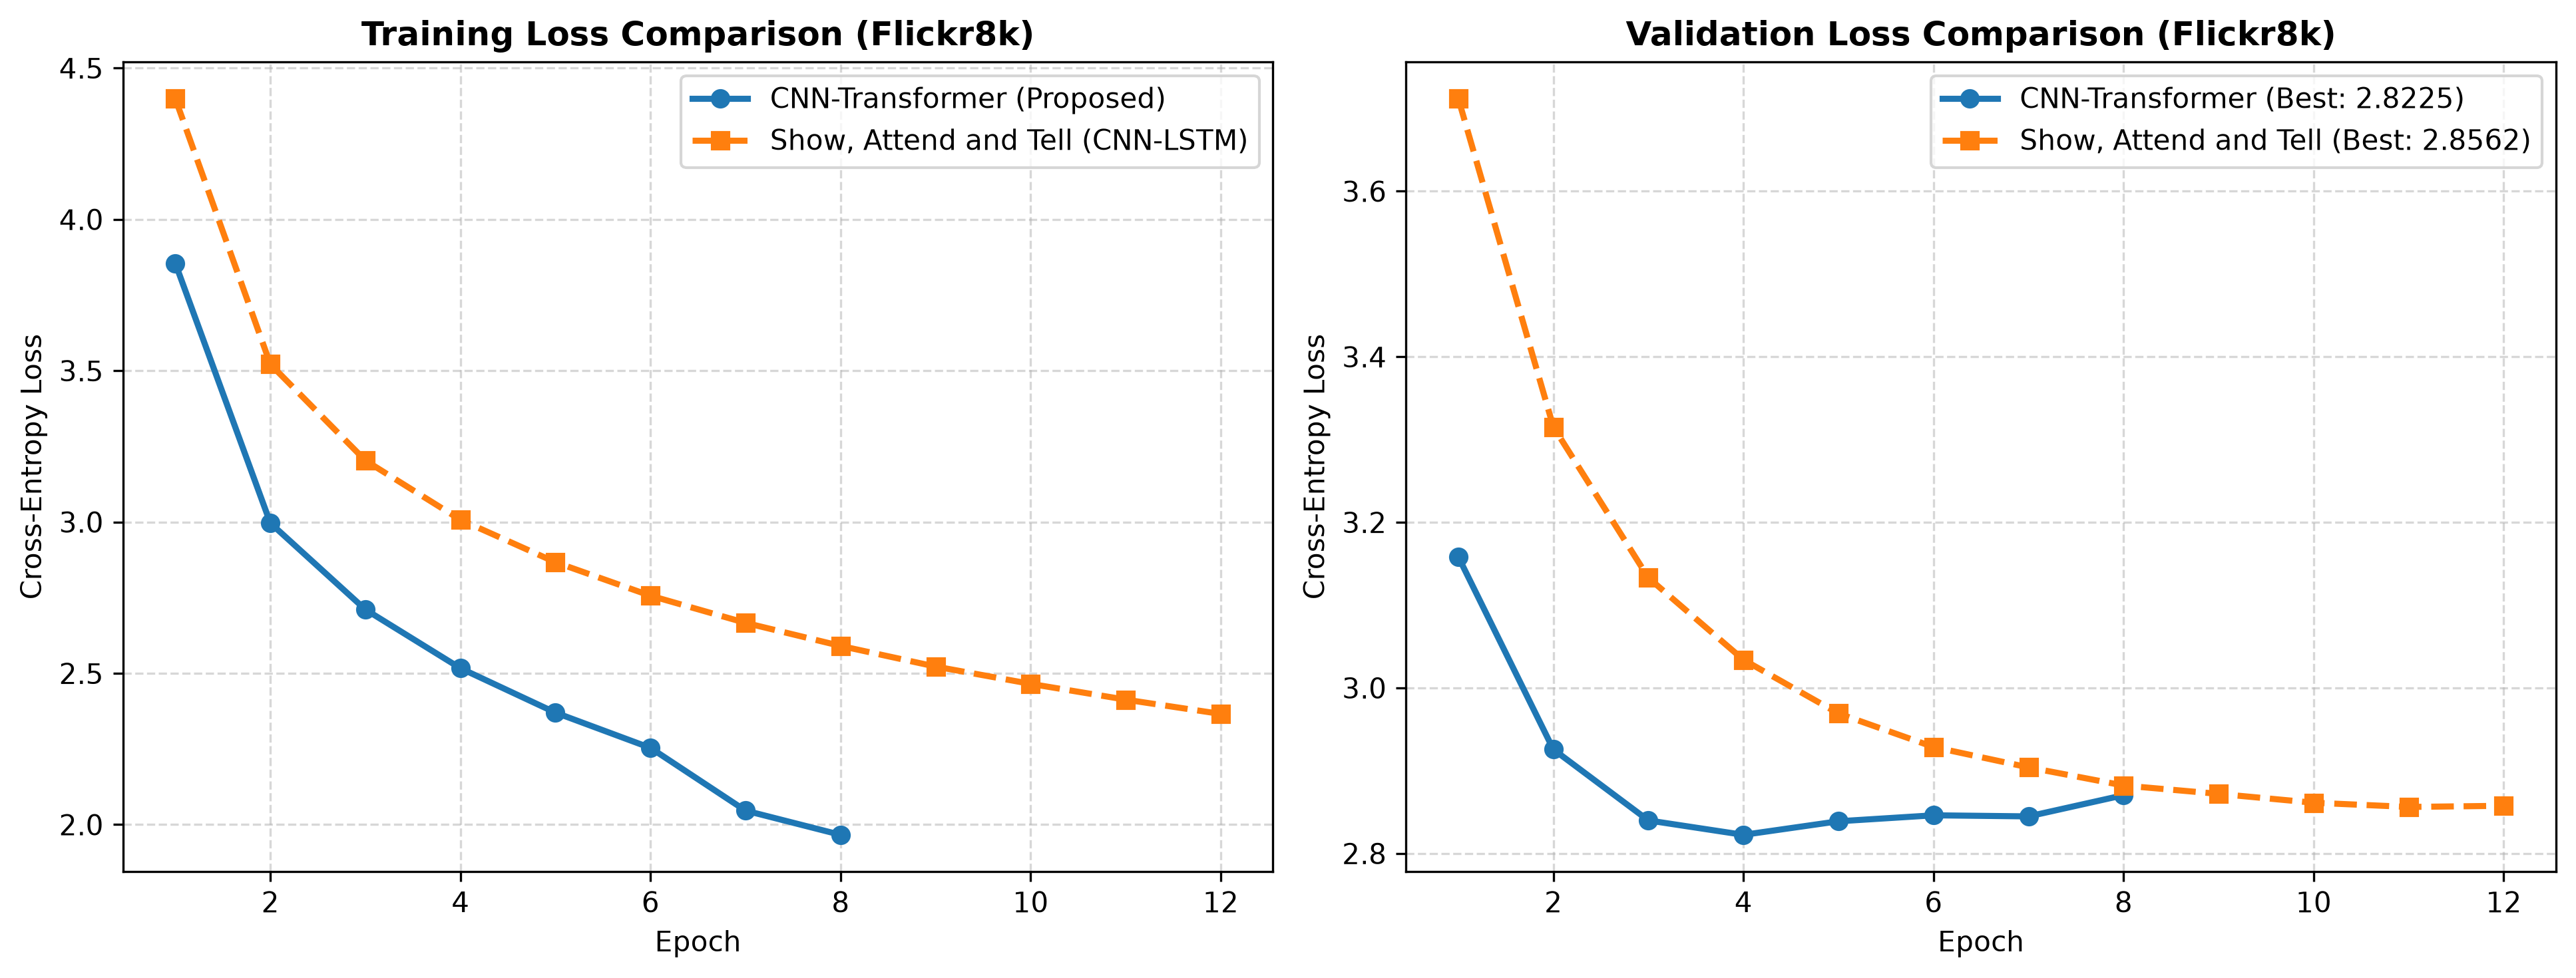 Training Loss Comparison (Flickr8k)
CNN-Transformer (Proposed)
Show, Attend and Tell (CNN-LSTM)
Cross-Entropy Loss
4.5
4.0
3.5
3.0
2.5
2.0
2 4 6 8 10 12
Epoch
Validation Loss Comparison (Flickr8k)
CNN-Transformer (Best: 2.8225)
Show, Attend and Tell (Best: 2.8562)
Cross-Entropy Loss
3.6
3.4
3.2
3.0
2.8
2 4 6 8 10 12
Epoch